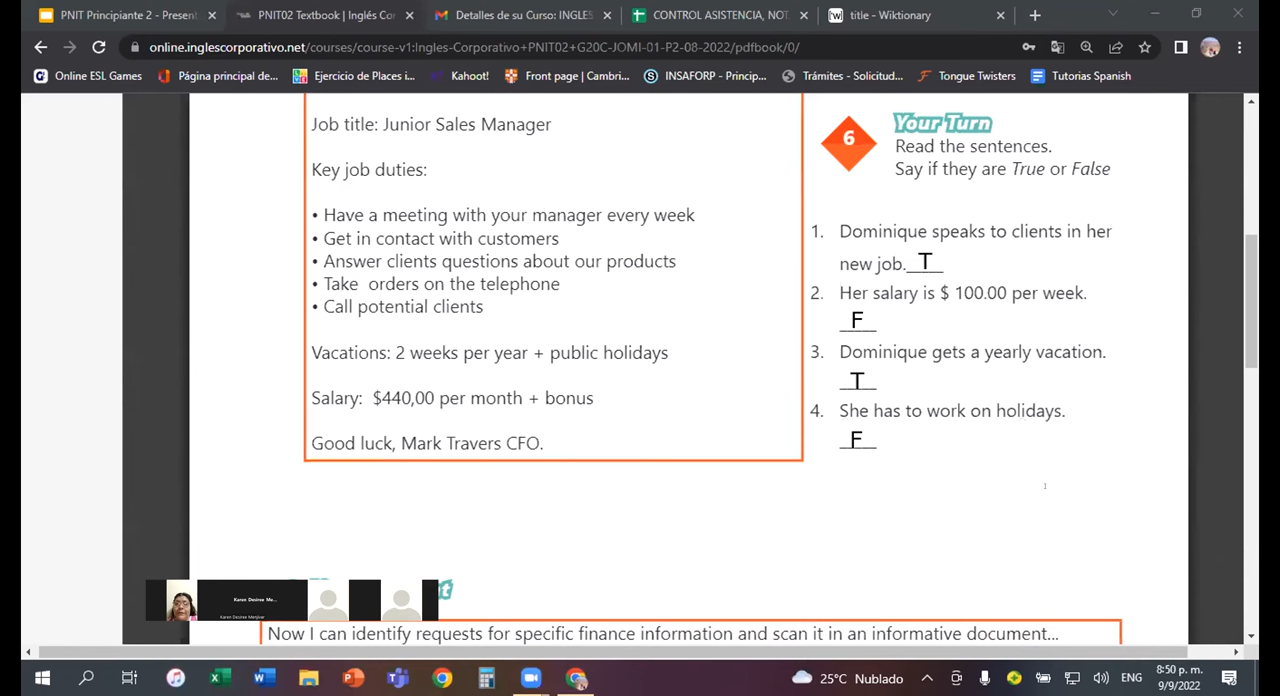 PNIT Principiante 2 - Present
PNIT02 Textbook | Inglés Cor
Detalles de su Curso: INGLES
CONTROL ASISTENCIA, NOT
title - Wiktionary
online.inglescorporativo.net/courses/course-v1:Ingles-Corporativo+PNIT02+G20C-JOMI-01-P2-08-2022/pdfbook/0/
Online ESL Games
Página principal de...
Ejercicio de Places i...
Kahoot!
Front page | Cambri...
INSAFORP - Princip...
Trámites - Solicitud...
Tongue Twisters
Tutorias Spanish
Job title: Junior Sales Manager
Key job duties:
• Have a meeting with your manager every week
• Get in contact with customers
• Answer clients questions about our products
• Take orders on the telephone
• Call potential clients
Vacations: 2 weeks per year + public holidays
Salary: $440,00 per month + bonus
Good luck, Mark Travers CFO.
6
Your Turn
Read the sentences.
Say if they are True or False
1. Dominique speaks to clients in her
new job. T
2. Her salary is $ 100.00 per week.
F
3. Dominique gets a yearly vacation.
T
4. She has to work on holidays.
F
1
Karen Desiree Me...
Karen Desiree Menjivar
Now I can identify requests for specific finance information and scan it in an informative document...
25°C Nublado
ENG
8:50 p. m.
9/9/2022